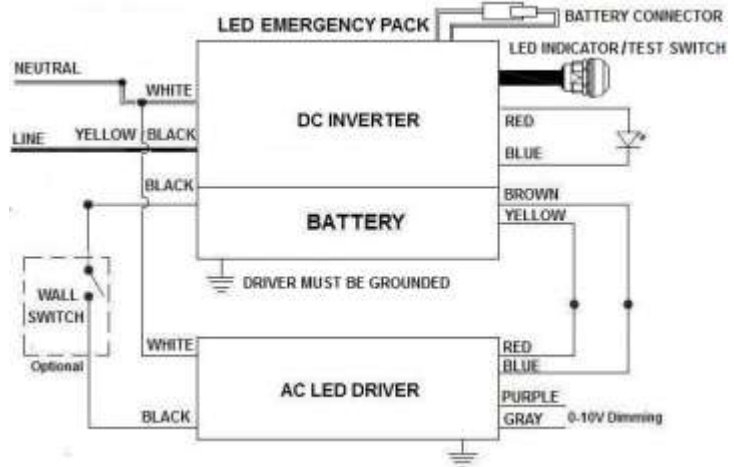 LED EMERGENCY PACK
BATTERY CONNECTOR
LED INDICATOR/TEST SWITCH
NEUTRAL
WHITE
DC INVERTER
RED
LINE
YELLOW/BLACK
BLUE
BLACK
BROWN
BATTERY
YELLOW
DRIVER MUST BE GROUNDED
WALL
SWITCH
Optional
WHITE
RED
BLUE
AC LED DRIVER
PURPLE
BLACK
GRAY
0-10V Dimming